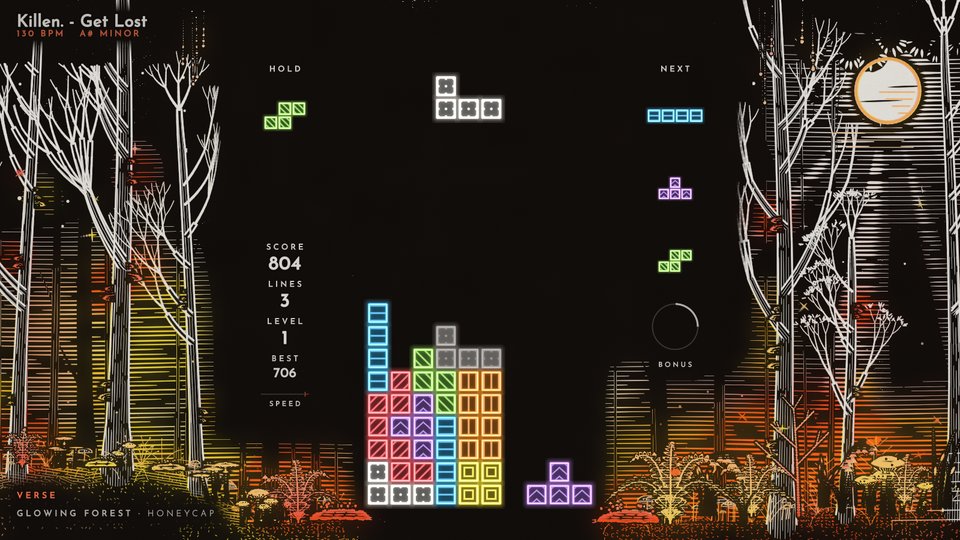 Killen. - Get Lost
130 BPM A# MINOR
HOLD
NEXT
SCORE
804
LINES
3
LEVEL
1
BEST
706
SPEED
BONUS
VERSE
GLOWING FOREST · HONEYCAP